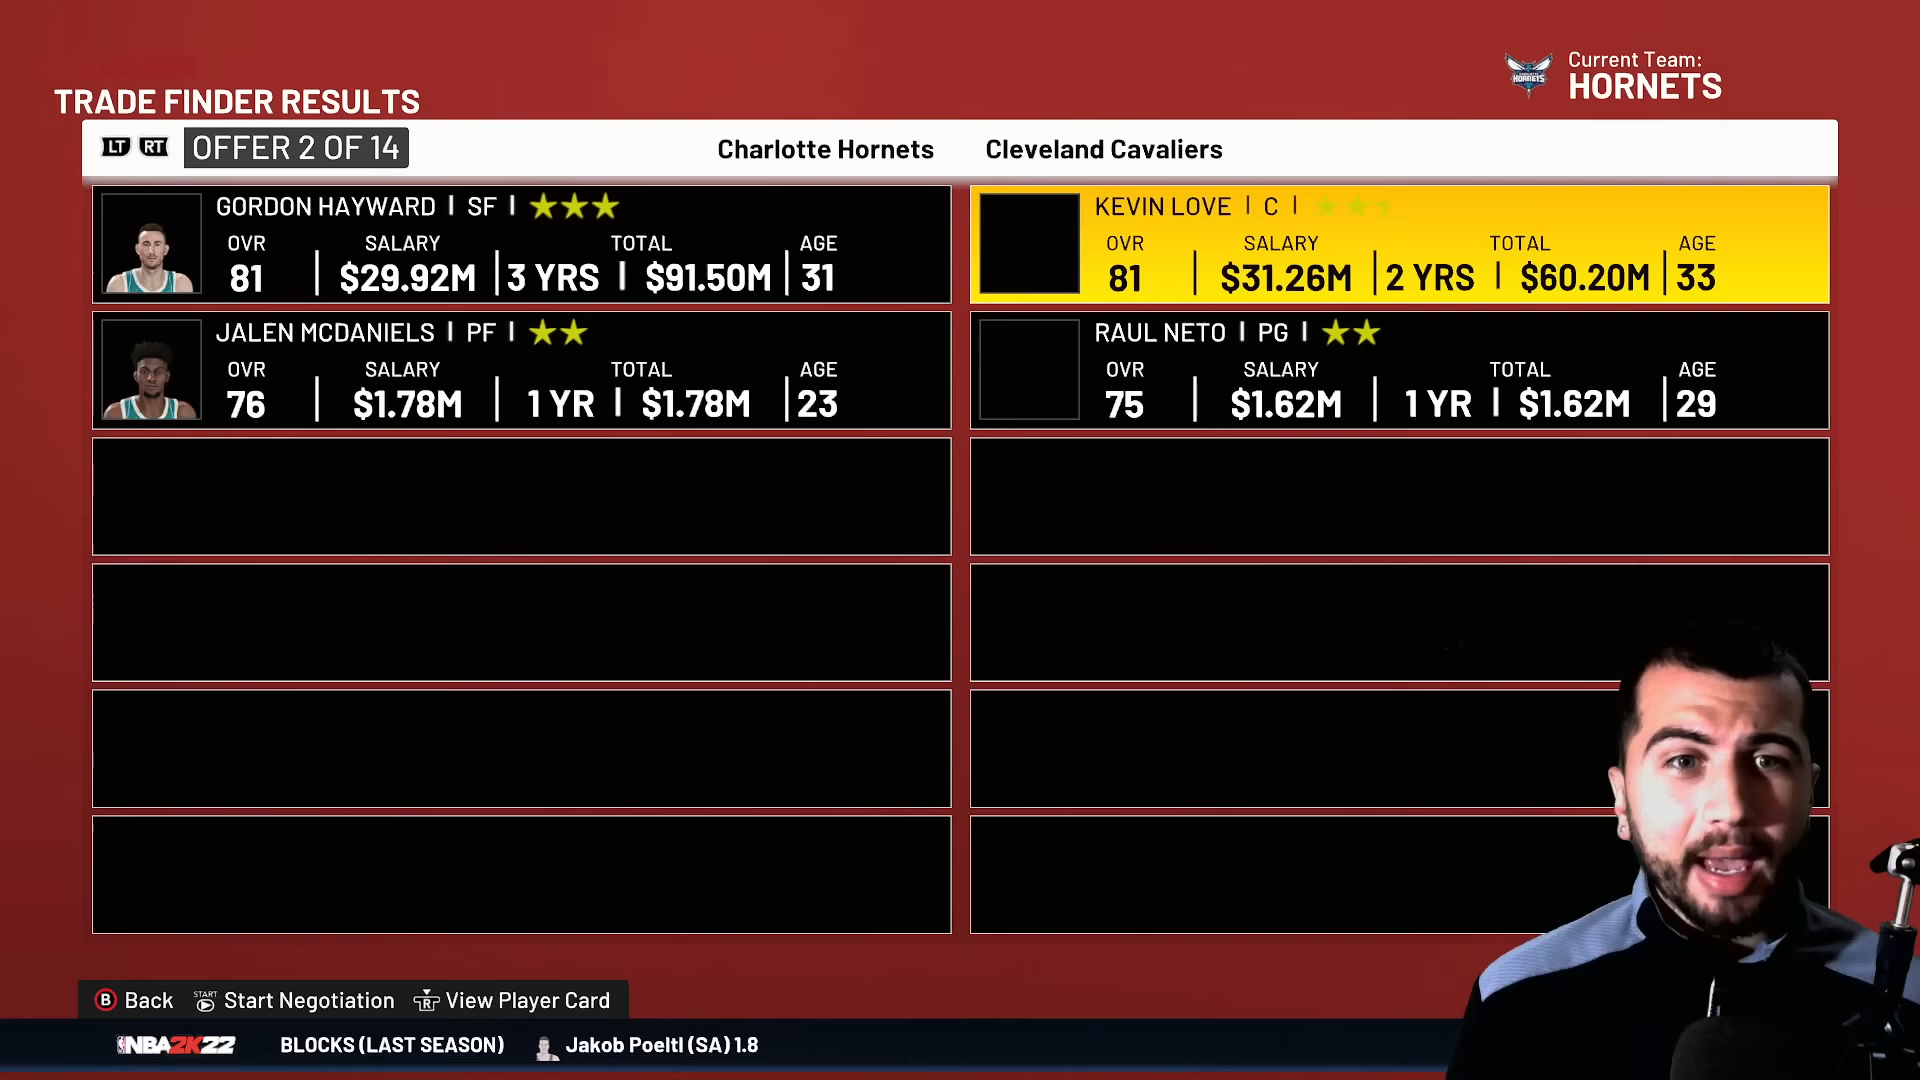 Current Team:
HORNETS
TRADE FINDER RESULTS
LT RT OFFER 2 OF 14 Charlotte Hornets Cleveland Cavaliers
GORDON HAYWARD | SF |
OVR SALARY TOTAL AGE
81 $29.92M 3 YRS $91.50M 31
KEVIN LOVE | C |
OVR SALARY TOTAL AGE
81 $31.26M 2 YRS $60.20M 33
JALEN MCDANIELS | PF |
OVR SALARY TOTAL AGE
76 $1.78M 1 YR $1.78M 23
RAUL NETO | PG |
OVR SALARY TOTAL AGE
75 $1.62M 1 YR $1.62M 29
B Back START Start Negotiation R View Player Card
NBA2K22 BLOCKS (LAST SEASON) Jakob Poeltl (SA) 1.8